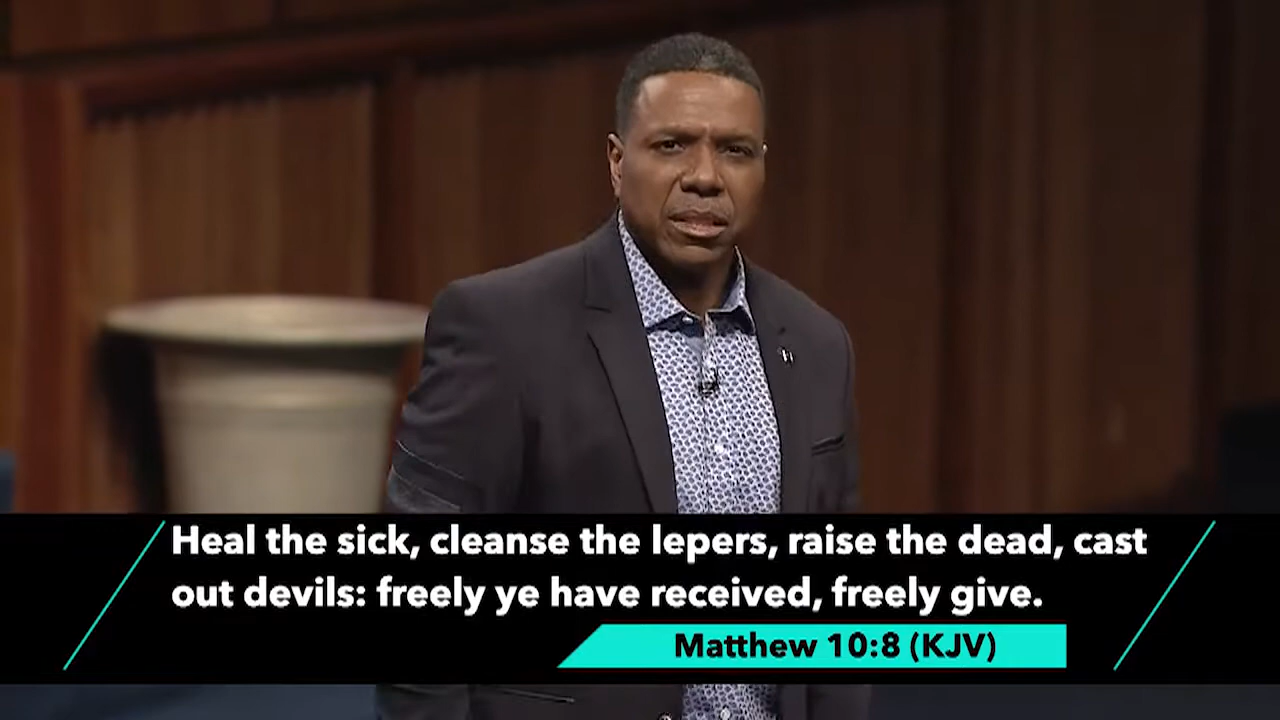 Heal the sick, cleanse the lepers, raise the dead, cast
out devils: freely ye have received, freely give.
Matthew 10:8 (KJV)